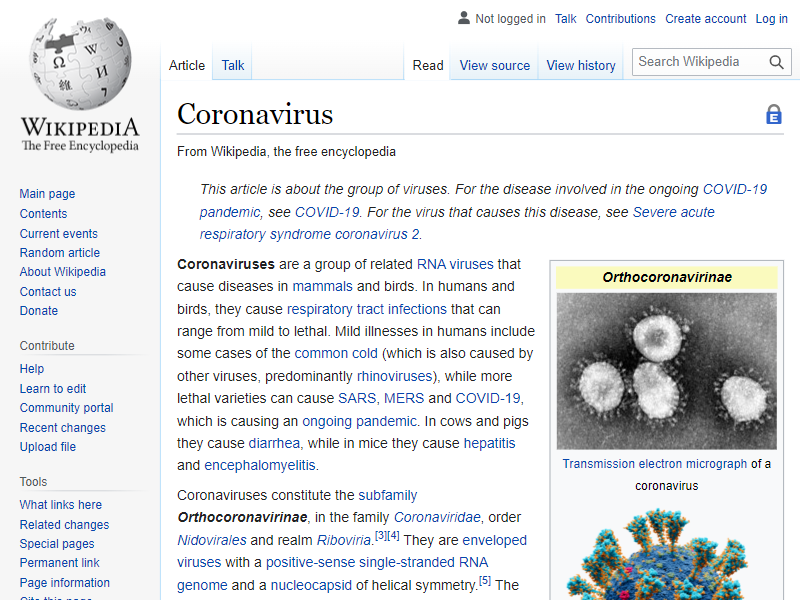 Not logged in Talk Contributions Create account Log in
Article Talk Read View source View history Search Wikipedia
WIKIPEDIA
The Free Encyclopedia
Main page
Contents
Current events
Random article
About Wikipedia
Contact us
Donate
Contribute
Help
Learn to edit
Community portal
Recent changes
Upload file
Tools
What links here
Related changes
Special pages
Permanent link
Page information
Cite this page
Coronavirus
From Wikipedia, the free encyclopedia
This article is about the group of viruses. For the disease involved in the ongoing COVID-19
pandemic, see COVID-19. For the virus that causes this disease, see Severe acute
respiratory syndrome coronavirus 2.
Coronaviruses are a group of related RNA viruses that
cause diseases in mammals and birds. In humans and
birds, they cause respiratory tract infections that can
range from mild to lethal. Mild illnesses in humans include
some cases of the common cold (which is also caused by
other viruses, predominantly rhinoviruses), while more
lethal varieties can cause SARS, MERS and COVID-19,
which is causing an ongoing pandemic. In cows and pigs
they cause diarrhea, while in mice they cause hepatitis
and encephalomyelitis.
Coronaviruses constitute the subfamily
Orthocoronavirinae, in the family Coronaviridae, order
Nidovirales and realm Riboviria.[3][4] They are enveloped
viruses with a positive-sense single-stranded RNA
genome and a nucleocapsid of helical symmetry.[5] The
Orthocoronavirinae
Transmission electron micrograph of a
coronavirus